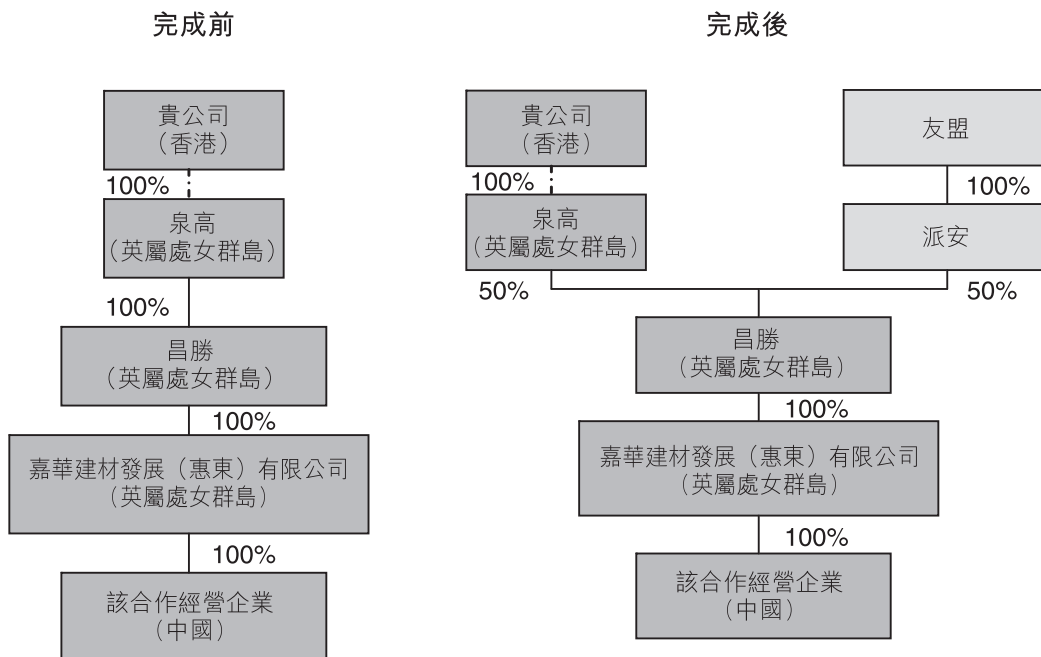 完成前
貴公司
（香港）
100%
泉高
（英屬處女群島）
100%
昌勝
（英屬處女群島）
100%
嘉華建材發展（惠東）有限公司
（英屬處女群島）
100%
該合作經營企業
（中國）
完成後
貴公司
（香港）
100%
泉高
（英屬處女群島）
50%
友盟
100%
派安
50%
昌勝
（英屬處女群島）
100%
嘉華建材發展（惠東）有限公司
（英屬處女群島）
100%
該合作經營企業
（中國）